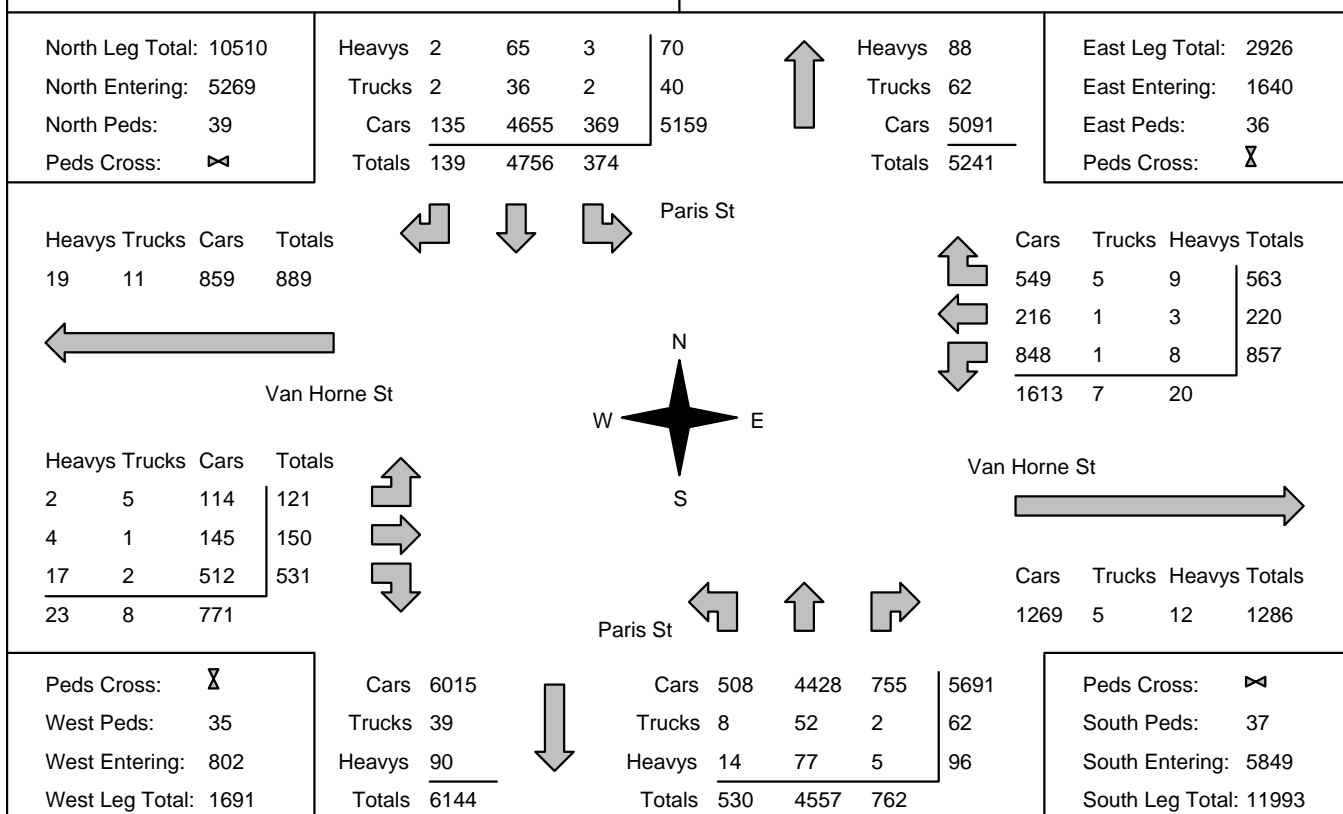 North Leg Total: 10510
North Entering: 5269
North Peds: 39
Peds Cross:
Heavys 2 65 3 70
Trucks 2 36 2 40
Cars 135 4655 369 5159
Totals 139 4756 374
Heavys 88
Trucks 62
Cars 5091
Totals 5241
East Leg Total: 2926
East Entering: 1640
East Peds: 36
Peds Cross:
Paris St
Heavys Trucks Cars Totals
19 11 859 889
Cars Trucks Heavys Totals
549 5 9 563
216 1 3 220
848 1 8 857
1613 7 20
Van Horne St
N
W E
S
Heavys Trucks Cars Totals
2 5 114 121
4 1 145 150
17 2 512 531
23 8 771
Van Horne St
Cars Trucks Heavys Totals
1269 5 12 1286
Paris St
Peds Cross:
West Peds: 35
West Entering: 802
West Leg Total: 1691
Cars 6015
Trucks 39
Heavys 90
Totals 6144
Cars 508 4428 755 5691
Trucks 8 52 2 62
Heavys 14 77 5 96
Totals 530 4557 762
Peds Cross:
South Peds: 37
South Entering: 5849
South Leg Total: 11993